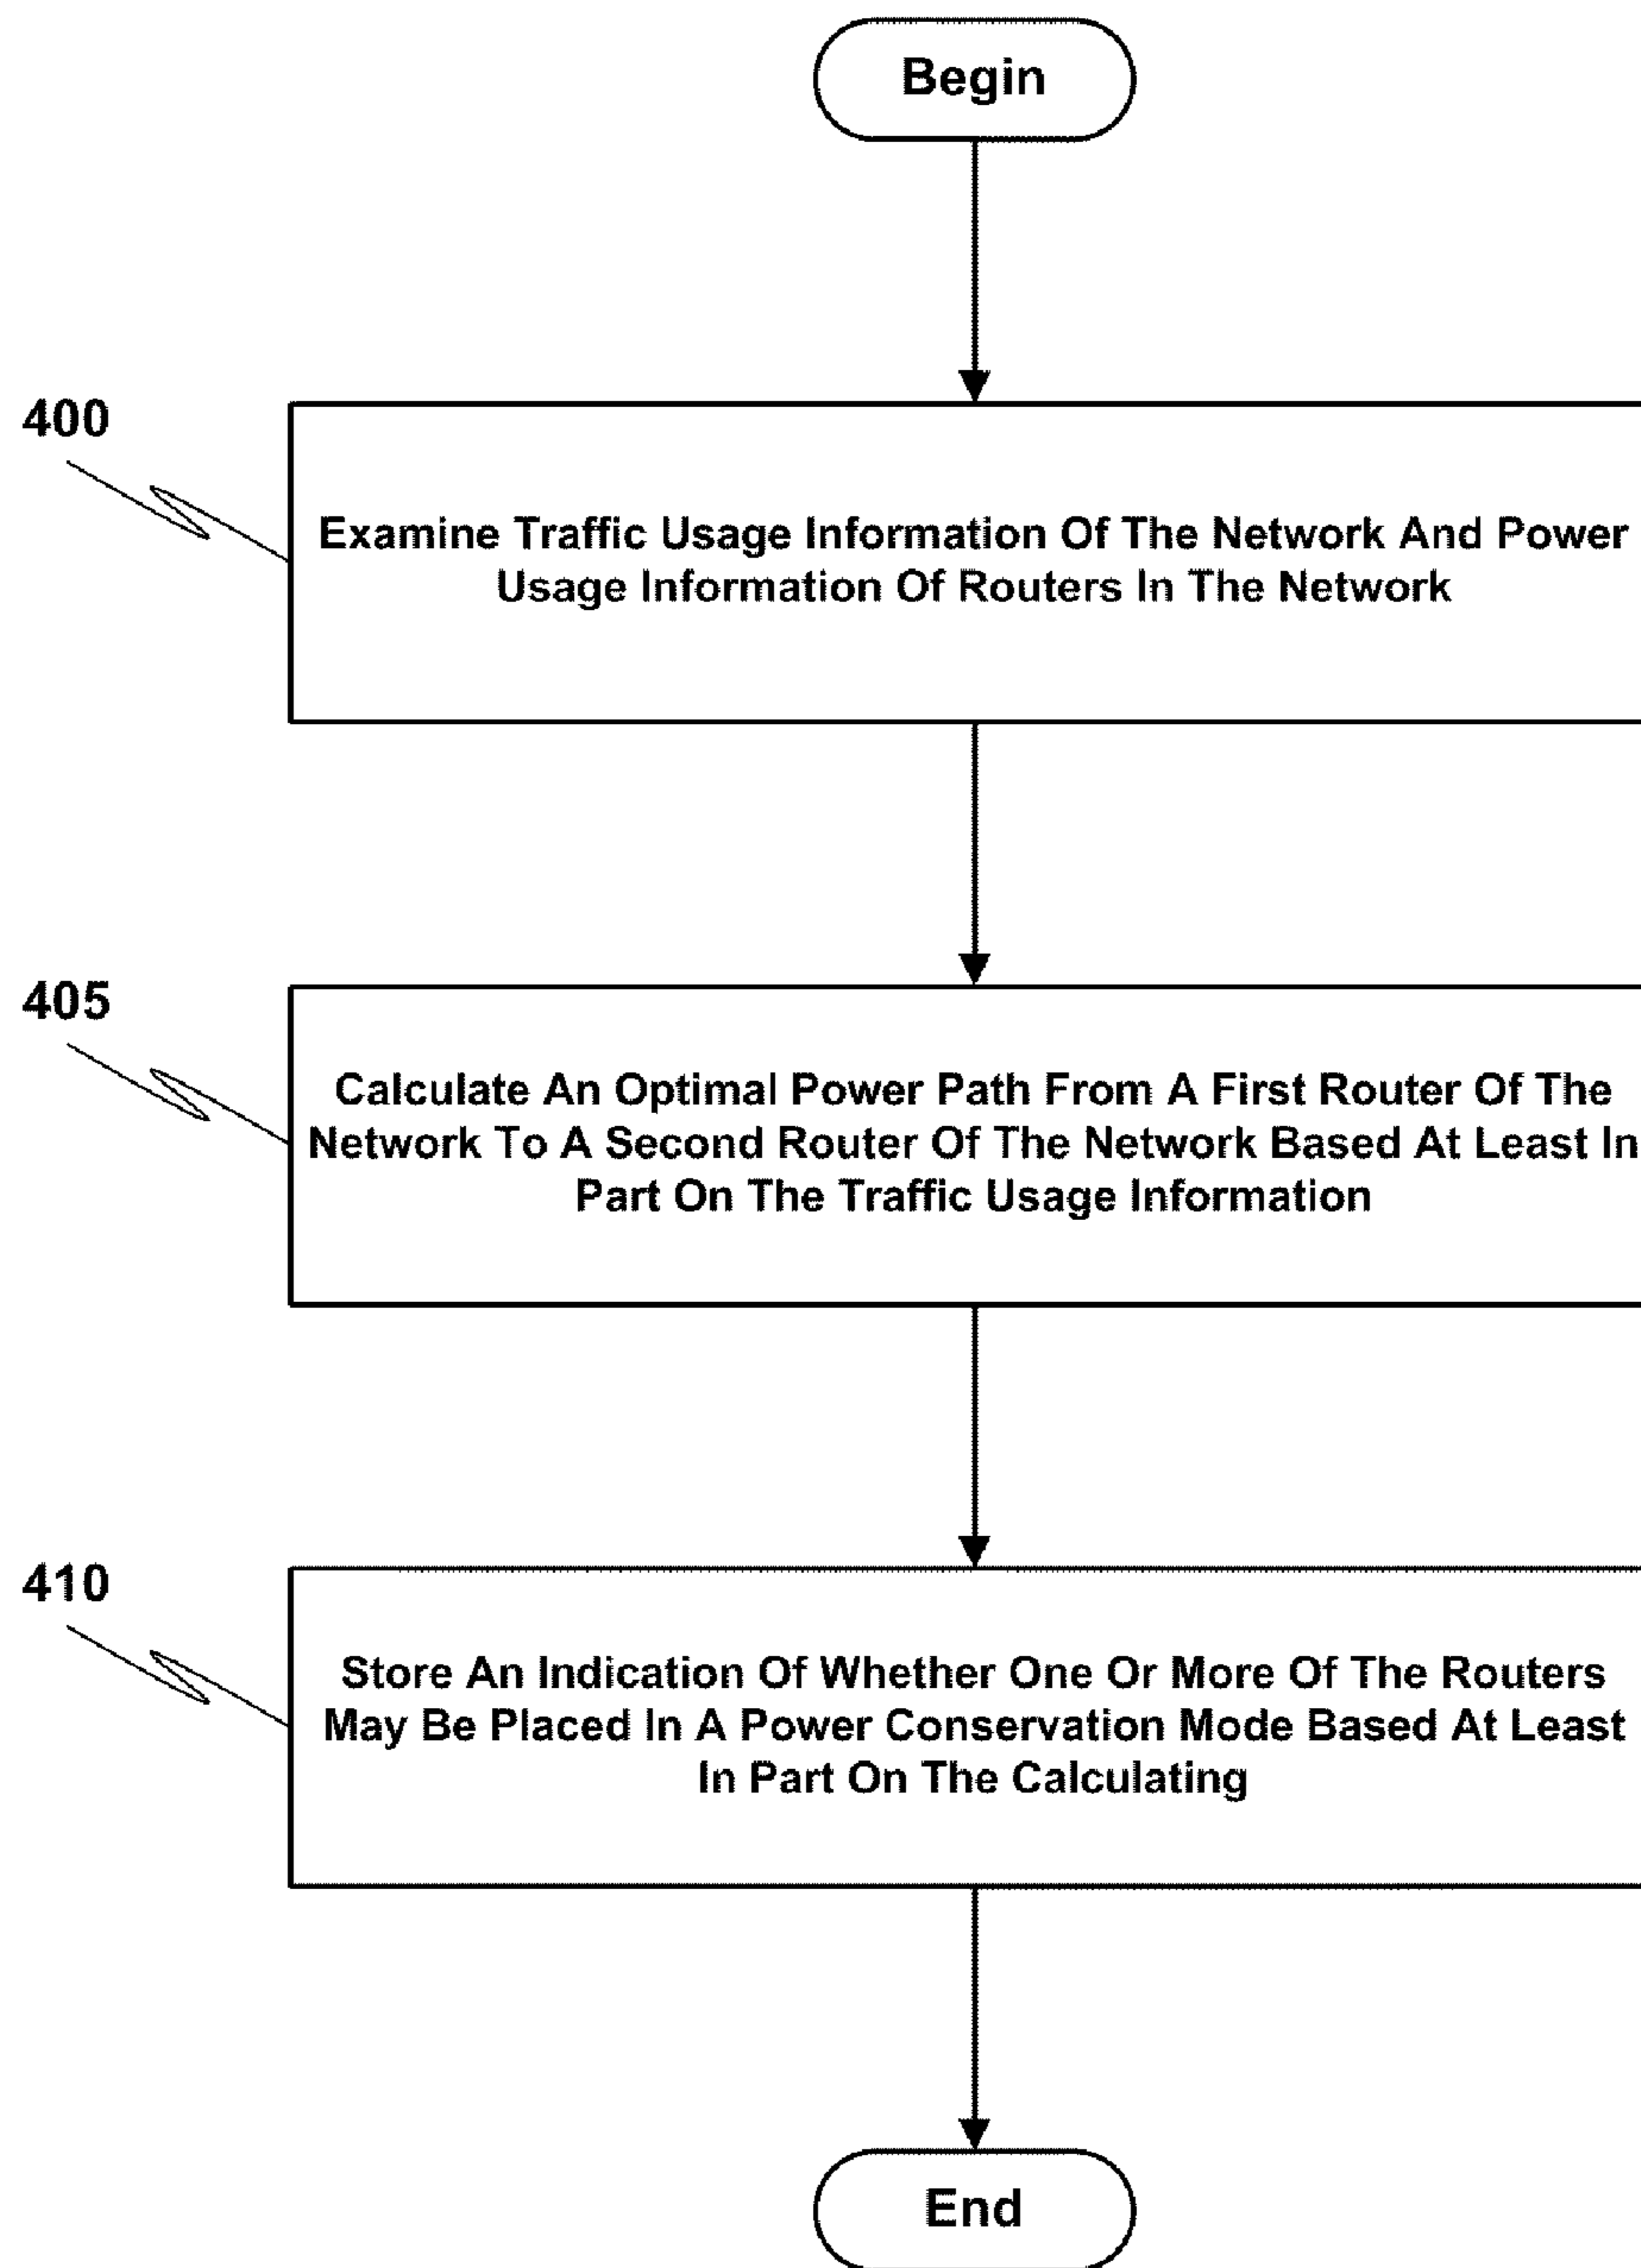 Begin
400
Examine Traffic Usage Information Of The Network And Power
Usage Information Of Routers In The Network
405
Calculate An Optimal Power Path From A First Router Of The
Network To A Second Router Of The Network Based At Least In
Part On The Traffic Usage Information
410
Store An Indication Of Whether One Or More Of The Routers
May Be Placed In A Power Conservation Mode Based At Least
In Part On The Calculating
End